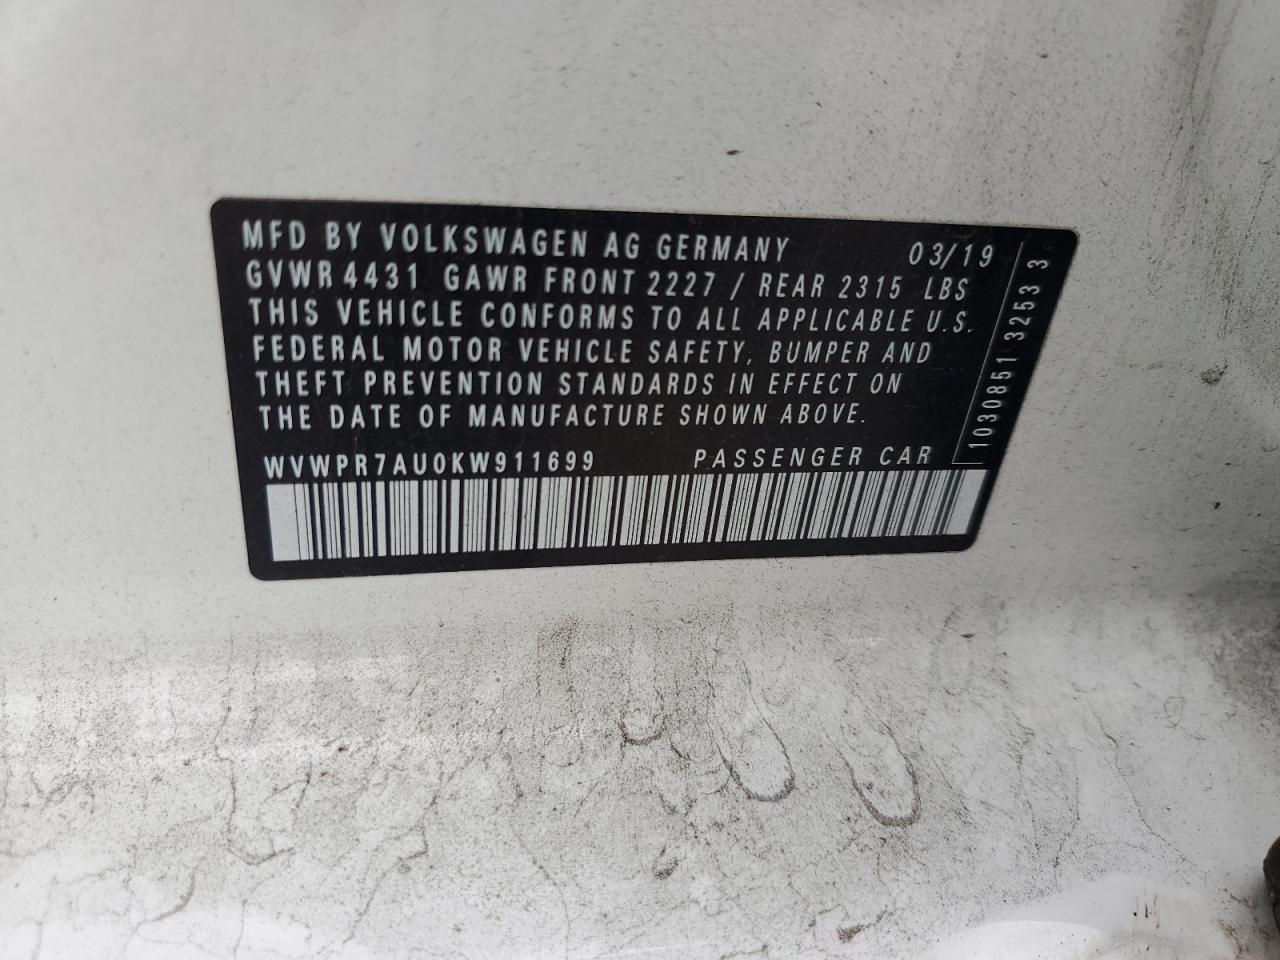 MFD BY VOLKSWAGEN AG GERMANY 03/19
GVWR 4431 GAWR FRONT 2227 / REAR 2315 LBS
THIS VEHICLE CONFORMS TO ALL APPLICABLE U.S.
FEDERAL MOTOR VEHICLE SAFETY, BUMPER AND
THEFT PREVENTION STANDARDS IN EFFECT ON
THE DATE OF MANUFACTURE SHOWN ABOVE.
WVWPR7AU0KW911699 PASSENGER CAR
1030851 3253 3